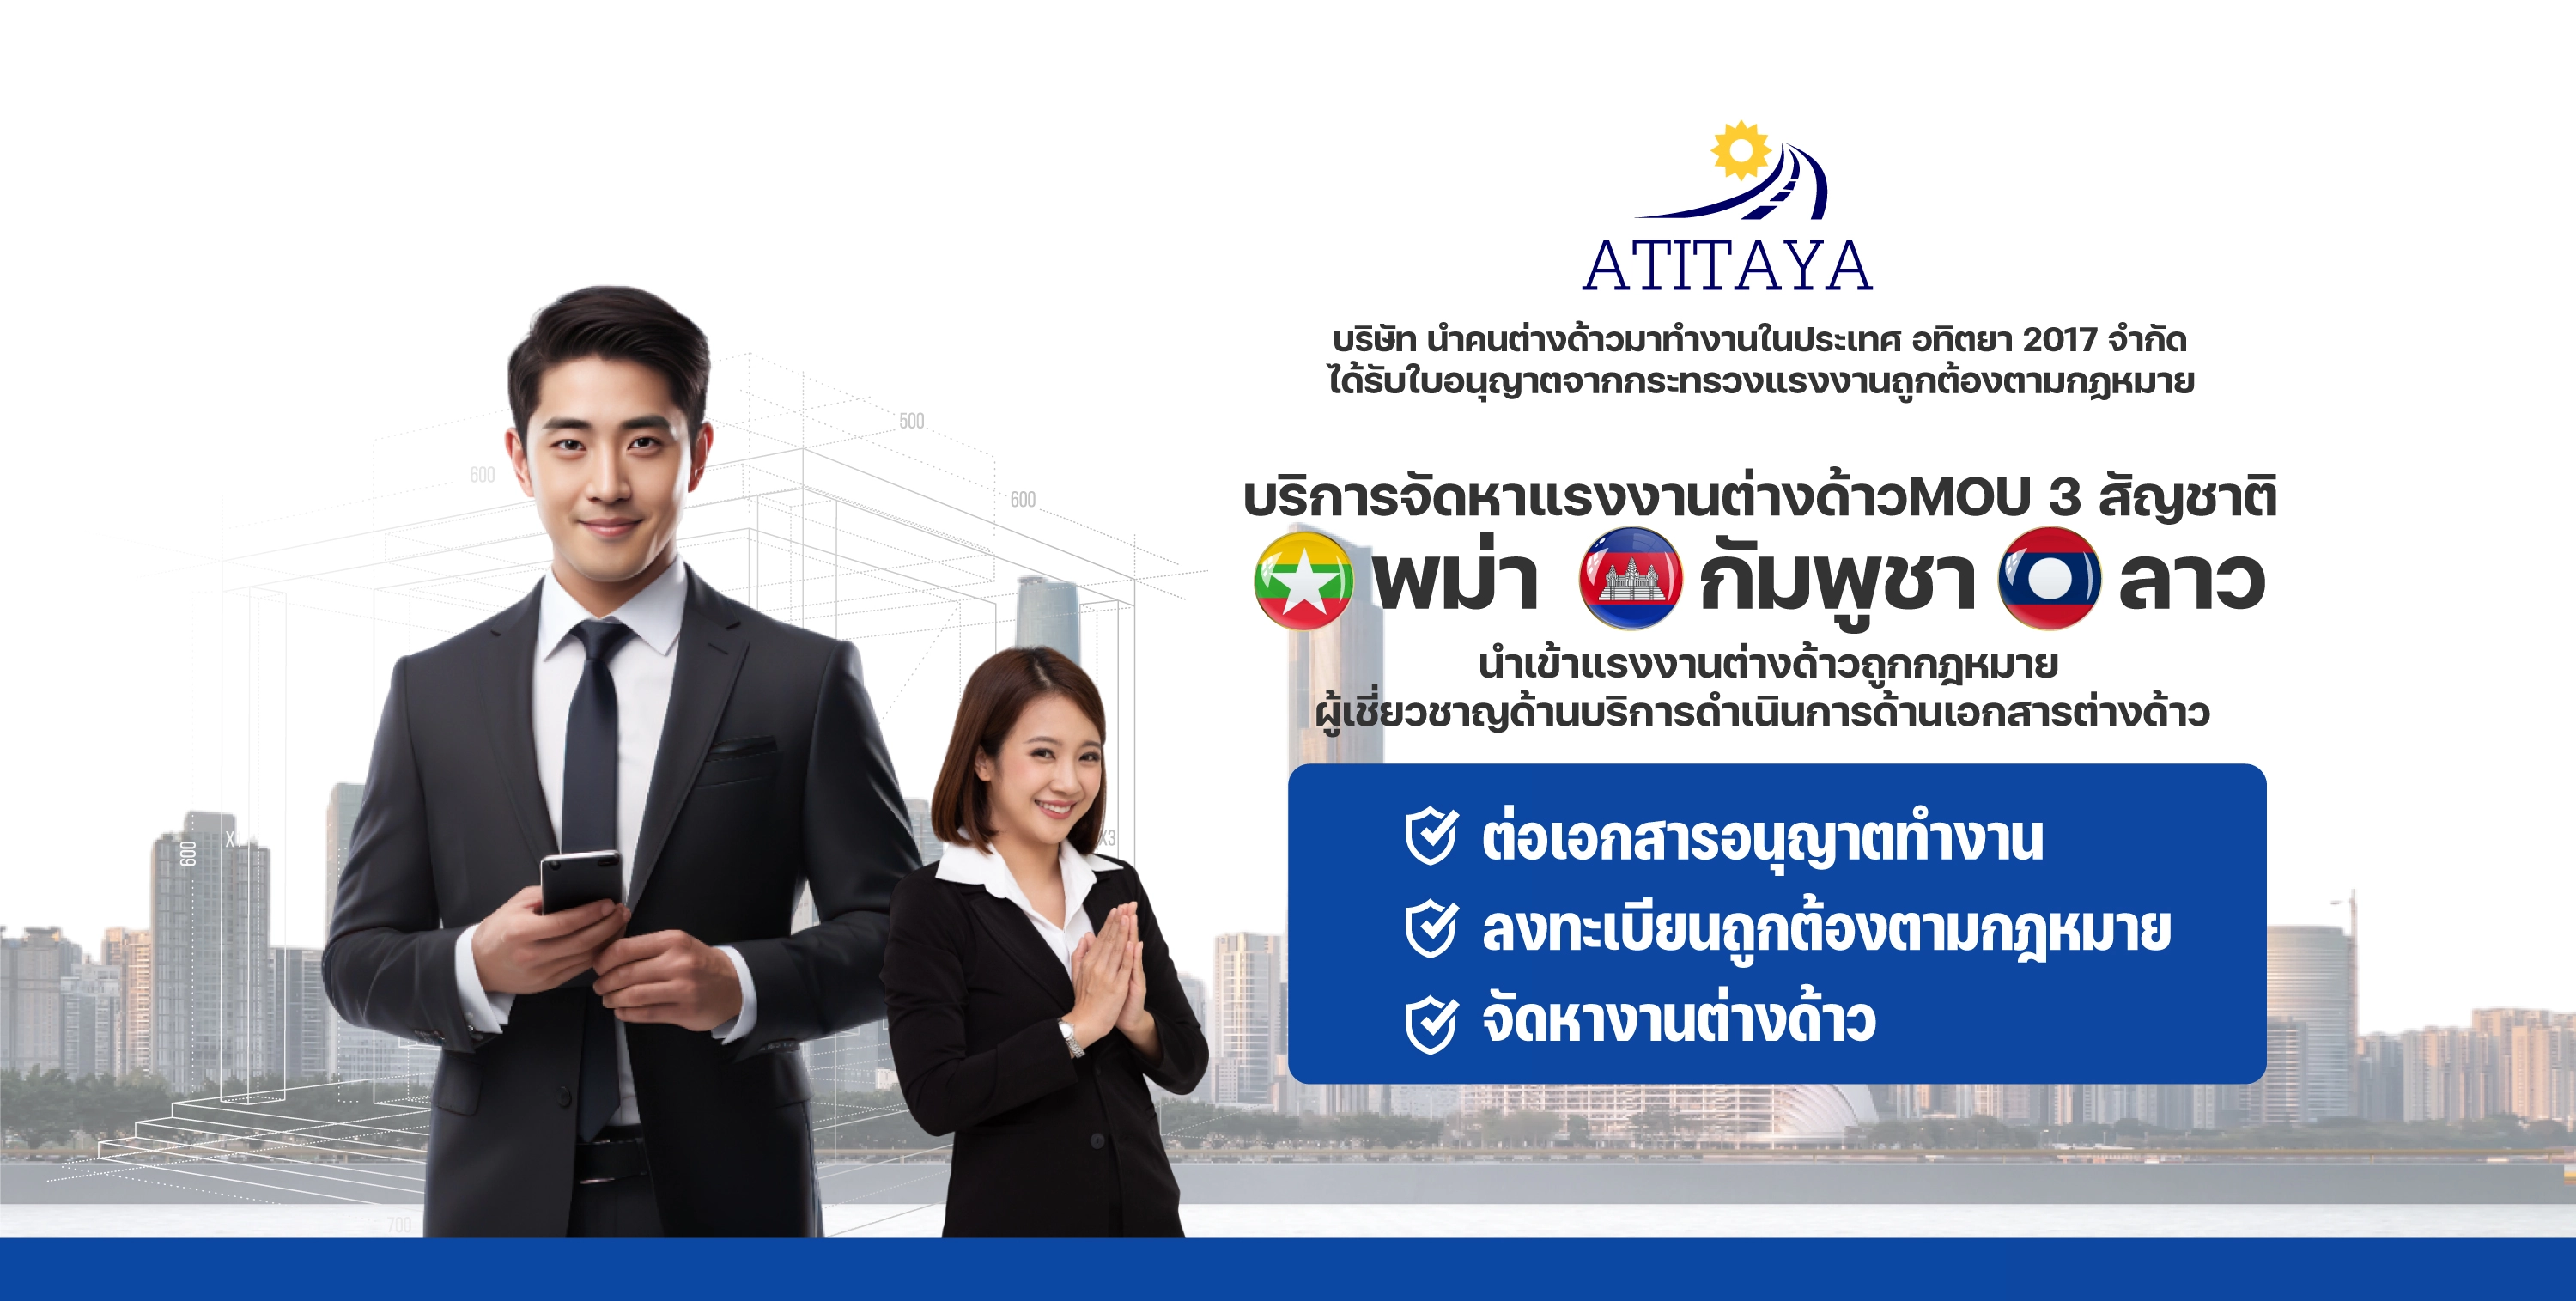 ATITAYA
บริษัท นำคนต่างด้าวมาทำงานในประเทศ อทิตยา 2017 จำกัด
ได้รับใบอนุญาตจากกระทรวงแรงงานถูกต้องตามกฎหมาย
บริการจัดหาแรงงานต่างด้าวMOU 3 สัญชาติ
พม่า กัมพูชา ลาว
นำเข้าแรงงานต่างด้าวถูกกฎหมาย
ผู้เชี่ยวชาญด้านบริการดำเนินการด้านเอกสารต่างด้าว
ต่อเอกสารอนุญาตทำงาน
ลงทะเบียนถูกต้องตามกฎหมาย
จัดหางานต่างด้าว
500
600
600
600
X3
700